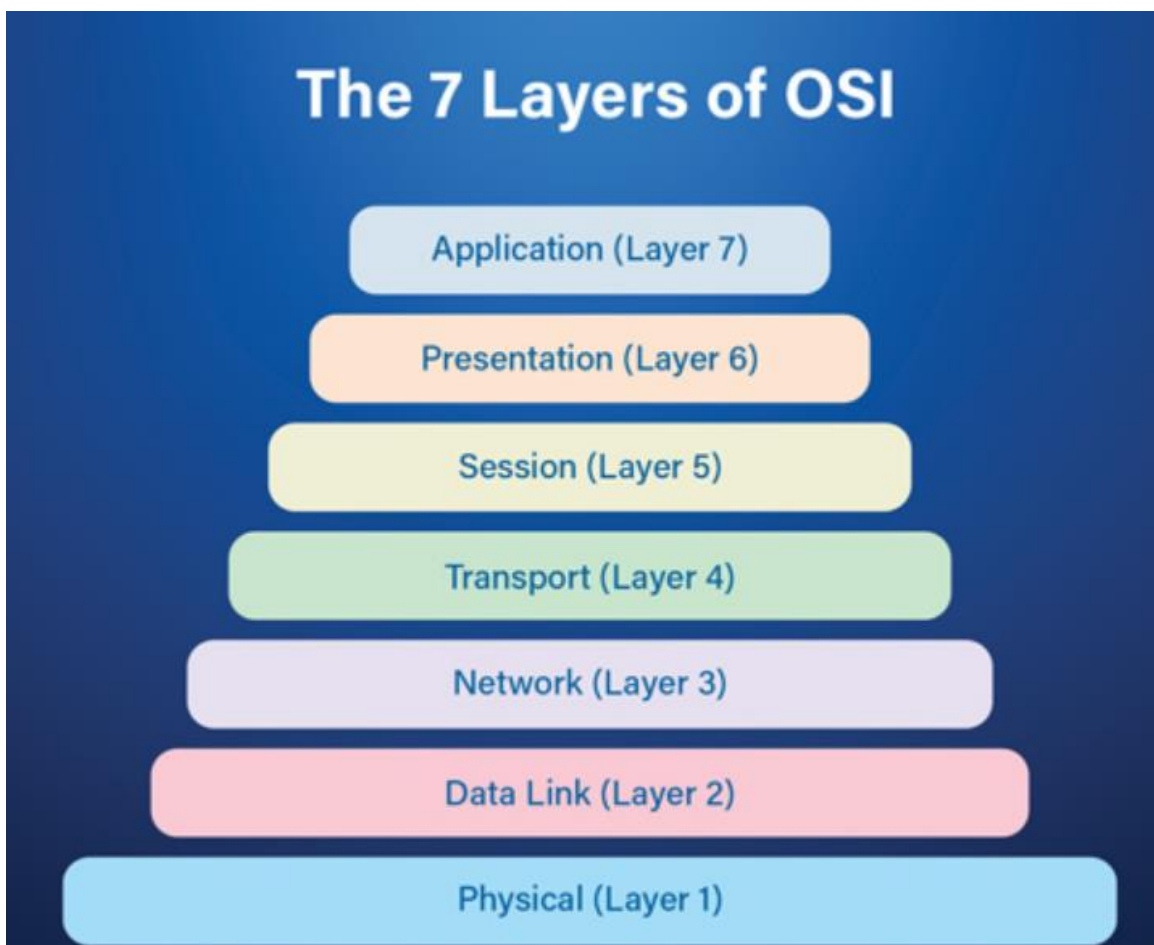 The 7 Layers of OSI
Application (Layer 7)
Presentation (Layer 6)
Session (Layer 5)
Transport (Layer 4)
Network (Layer 3)
Data Link (Layer 2)
Physical (Layer 1)